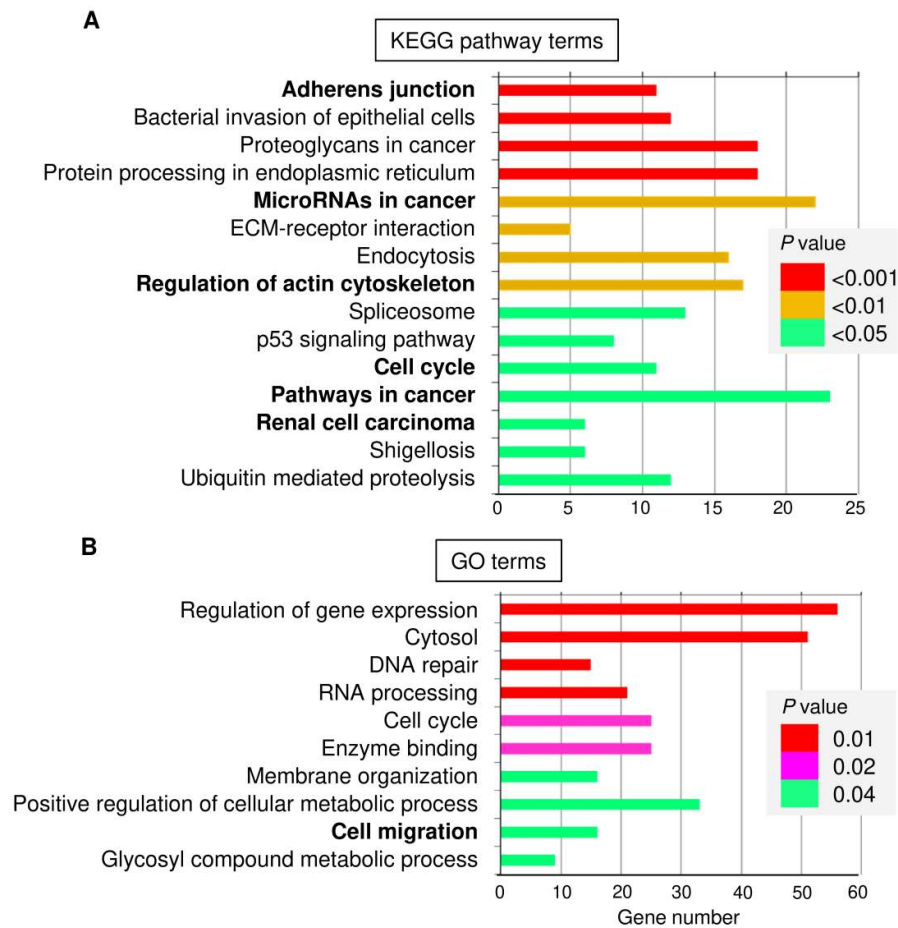 A
KEGG pathway terms
Adherens junction
Bacterial invasion of epithelial cells
Proteoglycans in cancer
Protein processing in endoplasmic reticulum
MicroRNAs in cancer
ECM-receptor interaction
Endocytosis
Regulation of actin cytoskeleton
Spliceosome
p53 signaling pathway
Cell cycle
Pathways in cancer
Renal cell carcinoma
Shigellosis
Ubiquitin mediated proteolysis
P value
<0.001
<0.01
<0.05
0 5 10 15 20 25
B
GO terms
Regulation of gene expression
Cytosol
DNA repair
RNA processing
Cell cycle
Enzyme binding
Membrane organization
Positive regulation of cellular metabolic process
Cell migration
Glycosyl compound metabolic process
P value
0.01
0.02
0.04
0 10 20 30 40 50 60
Gene number